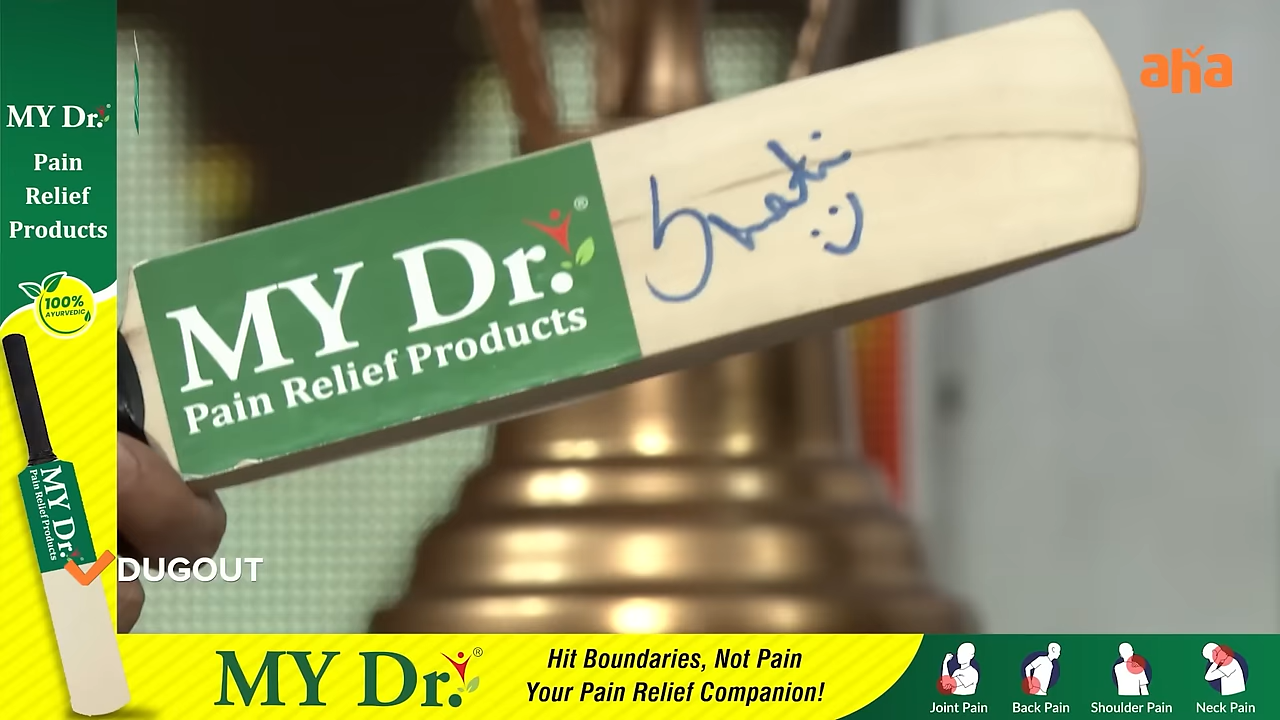 MY Dr.
Pain
Relief
Products
100%
AYURVEDIC
MY Dr.
Pain Relief Products
aha
MY Dr. ®
Pain Relief Products
DUGOUT
MY Dr. ®
Hit Boundaries, Not Pain
Your Pain Relief Companion!
Joint Pain
Back Pain
Shoulder Pain
Neck Pain